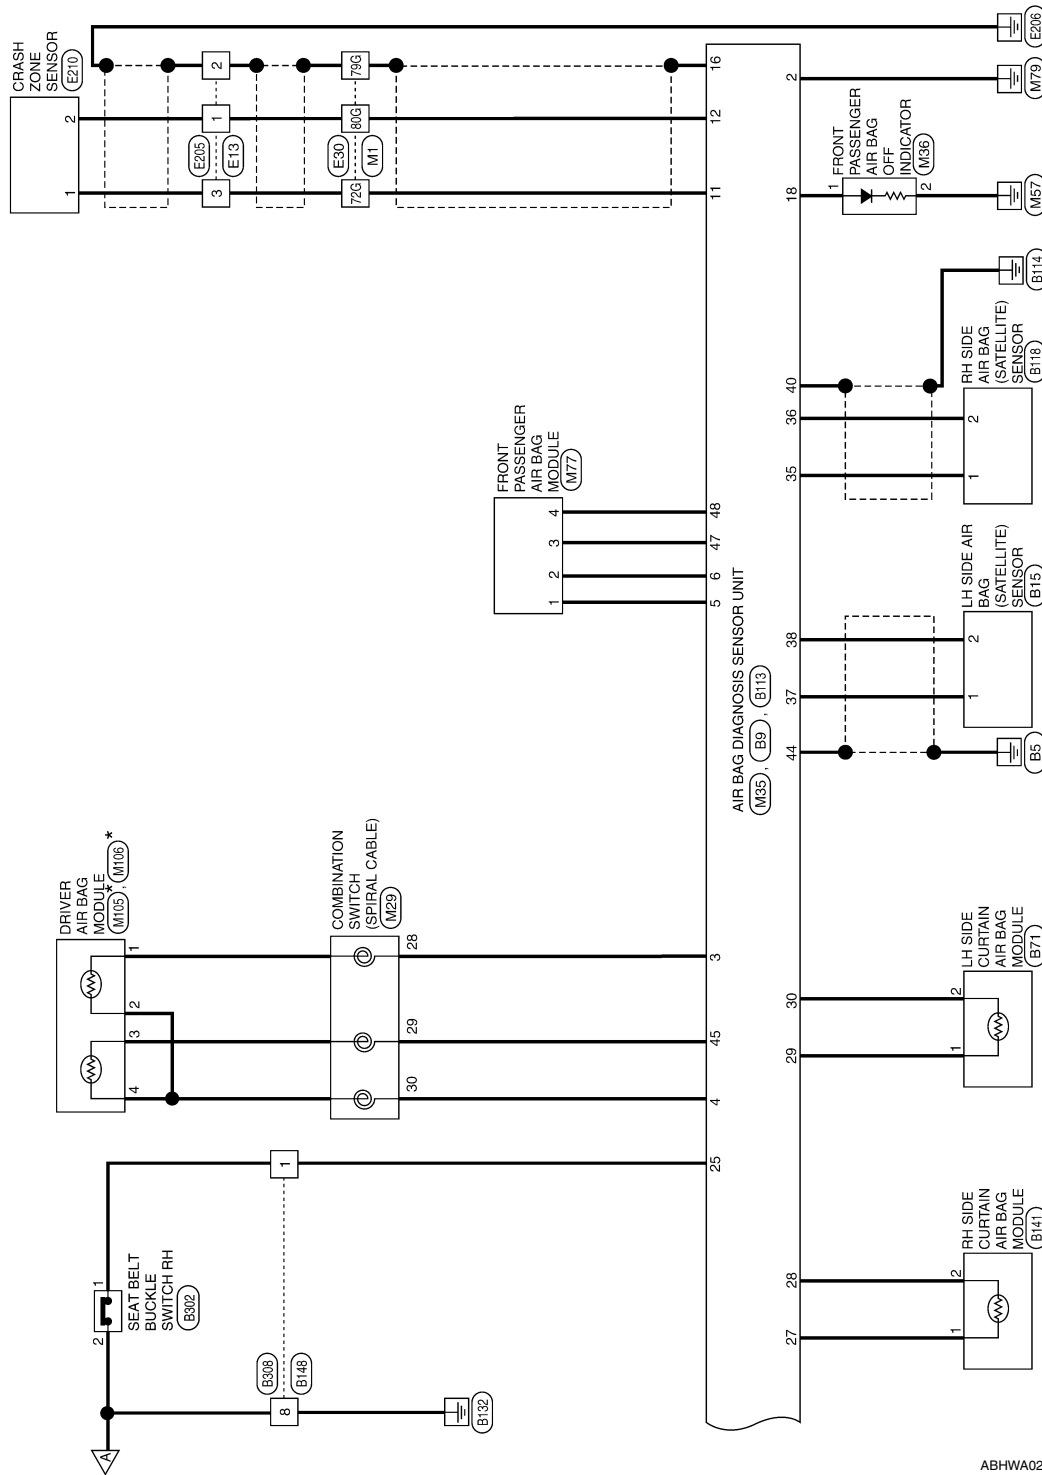 CRASH
ZONE
SENSOR
E210
2
1
2
1
3
E205
E13
79G
80G
72G
E30
M1
E206
M79
16
12
11
2
18
FRONT
PASSENGER
AIR BAG
OFF
INDICATOR
M36
1
2
M57
B114
RH SIDE
AIR BAG
(SATELLITE)
SENSOR
B118
40
36
35
2
1
FRONT
PASSENGER
AIR BAG
MODULE
M77
4
3
2
1
48
47
6
5
AIR BAG DIAGNOSIS SENSOR UNIT
M35 , B9 , B113
LH SIDE AIR
BAG
(SATELLITE)
SENSOR
B15
38
37
44
2
1
B5
DRIVER
AIR BAG
MODULE
M105 * , M106 *
1
2
3
4
COMBINATION
SWITCH
(SPIRAL CABLE)
M29
28
29
30
3
45
4
25
LH SIDE
CURTAIN
AIR BAG
MODULE
B71
30
29
2
1
SEAT BELT
BUCKLE
SWITCH RH
B302
1
2
1
8
B308
B148
B132
A
RH SIDE
CURTAIN
AIR BAG
MODULE
B141
28
27
2
1
ABHWA02